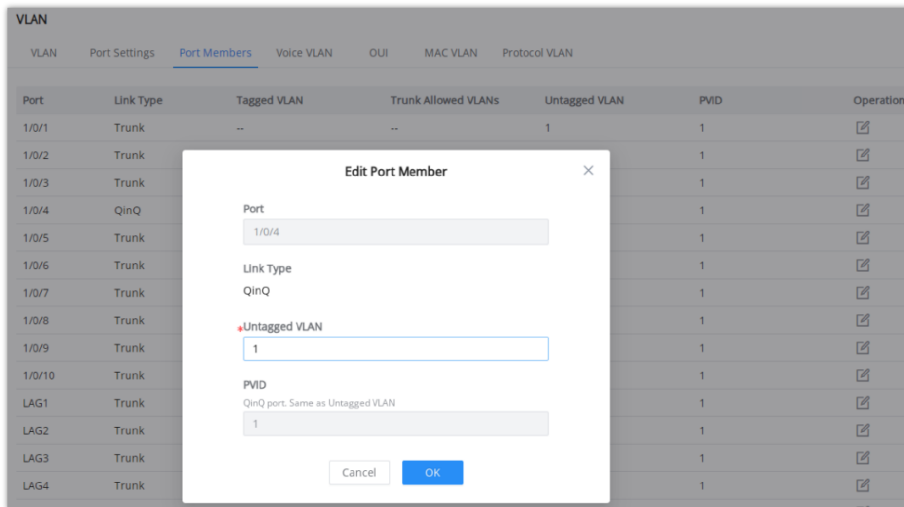 VLAN
VLAN Port Settings Port Members Voice VLAN OUI MAC VLAN Protocol VLAN
Port Link Type Tagged VLAN Trunk Allowed VLANs Untagged VLAN PVID Operation
1/0/1 Trunk -- -- 1 1
1/0/2 Trunk 1
1/0/3 Trunk 1
1/0/4 QinQ 1
1/0/5 Trunk 1
1/0/6 Trunk 1
1/0/7 Trunk 1
1/0/8 Trunk 1
1/0/9 Trunk 1
1/0/10 Trunk 1
LAG1 Trunk 1
LAG2 Trunk 1
LAG3 Trunk 1
LAG4 Trunk 1
Edit Port Member
Port
1/0/4
Link Type
QinQ
*Untagged VLAN
1
PVID
QinQ port. Same as Untagged VLAN
1
Cancel OK